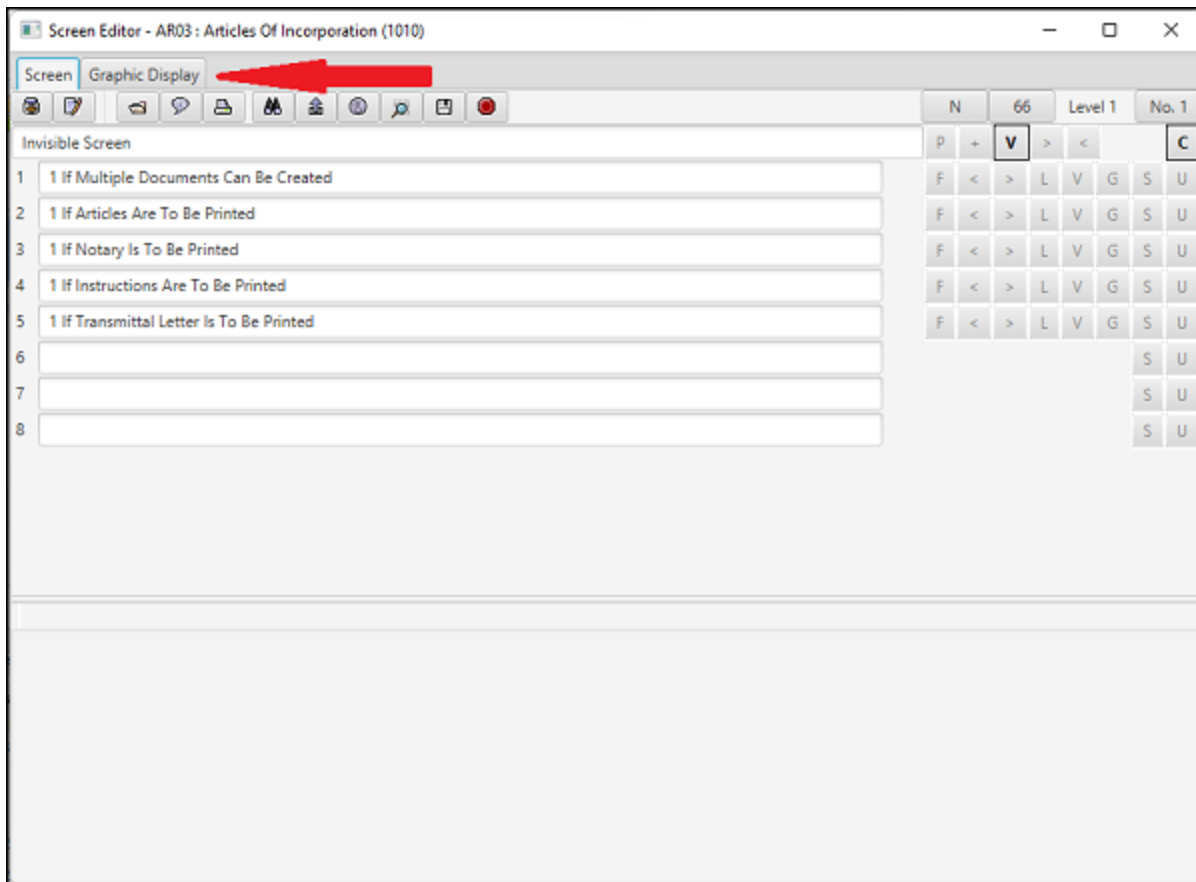 Screen Editor - AR03 : Articles Of Incorporation (1010)
Screen Graphic Display
N 66 Level 1 No. 1
Invisible Screen P + V > < C
1 1 If Multiple Documents Can Be Created F < > L V G S U
2 1 If Articles Are To Be Printed F < > L V G S U
3 1 If Notary Is To Be Printed F < > L V G S U
4 1 If Instructions Are To Be Printed F < > L V G S U
5 1 If Transmittal Letter Is To Be Printed F < > L V G S U
6 S U
7 S U
8 S U